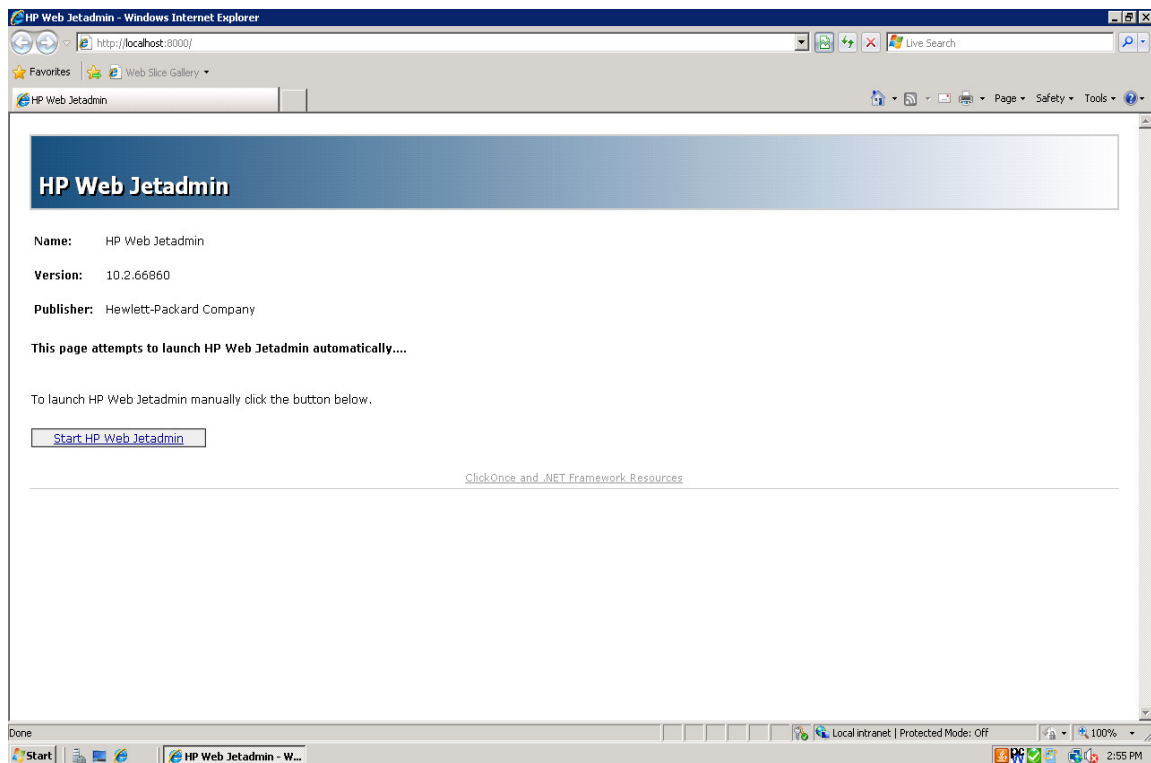 HP Web Jetadmin - Windows Internet Explorer
http://localhost:8000/
Live Search
Favorites
Web Slice Gallery
HP Web Jetadmin
Page
Safety
Tools
HP Web Jetadmin
Name: HP Web Jetadmin
Version: 10.2.66860
Publisher: Hewlett-Packard Company
This page attempts to launch HP Web Jetadmin automatically....
To launch HP Web Jetadmin manually click the button below.
Start HP Web Jetadmin
ClickOnce and .NET Framework Resources
Done
Local intranet | Protected Mode: Off
100%
Start
HP Web Jetadmin - W...
2:55 PM